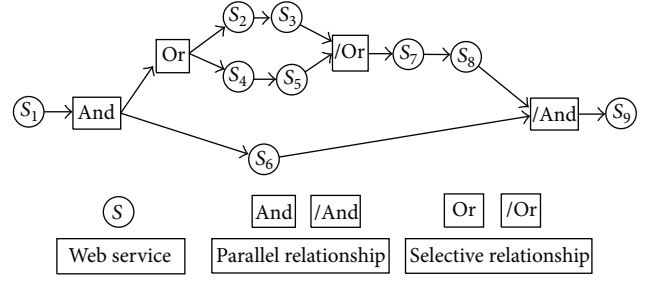 S₂ S₃
Or /Or S₇ S₈
S₄ S₅
S₁ And /And S₉
S₆
S And /And Or /Or
Web service Parallel relationship Selective relationship